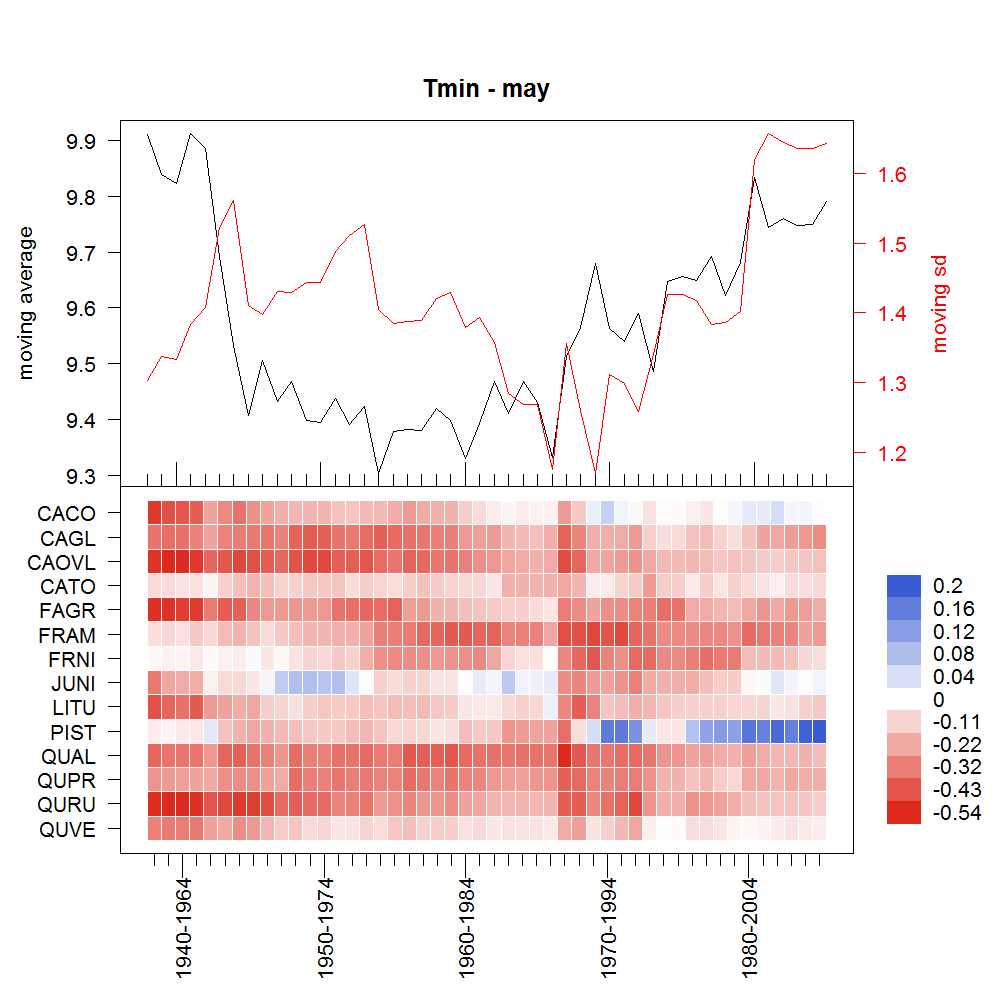 Tmin - may
moving average
9.9
9.8
9.7
9.6
9.5
9.4
9.3
1.6
1.5
1.4
1.3
1.2
moving sd
CACO
CAGL
CAOVL
CATO
FAGR
FRAM
FRNI
JUNI
LITU
PIST
QUAL
QUPR
QURU
QUVE
0.2
0.16
0.12
0.08
0.04
0
-0.11
-0.22
-0.32
-0.43
-0.54
1940-1964
1950-1974
1960-1984
1970-1994
1980-2004